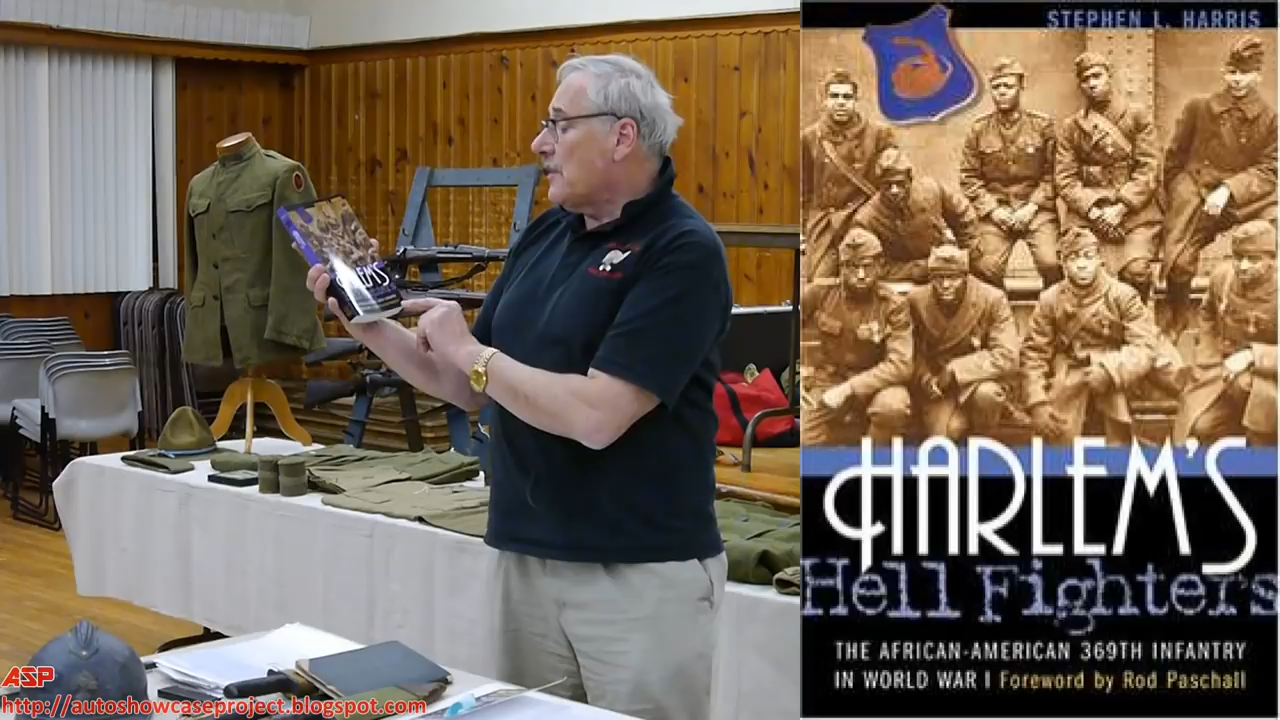 HARLEM'S
STEPHEN L. HARRIS
HARLEM'S
Hell Fighters
THE AFRICAN-AMERICAN 369TH INFANTRY
IN WORLD WAR I Foreword by Rod Paschall
ASP
http://autoshowcaseproject.blogspot.com